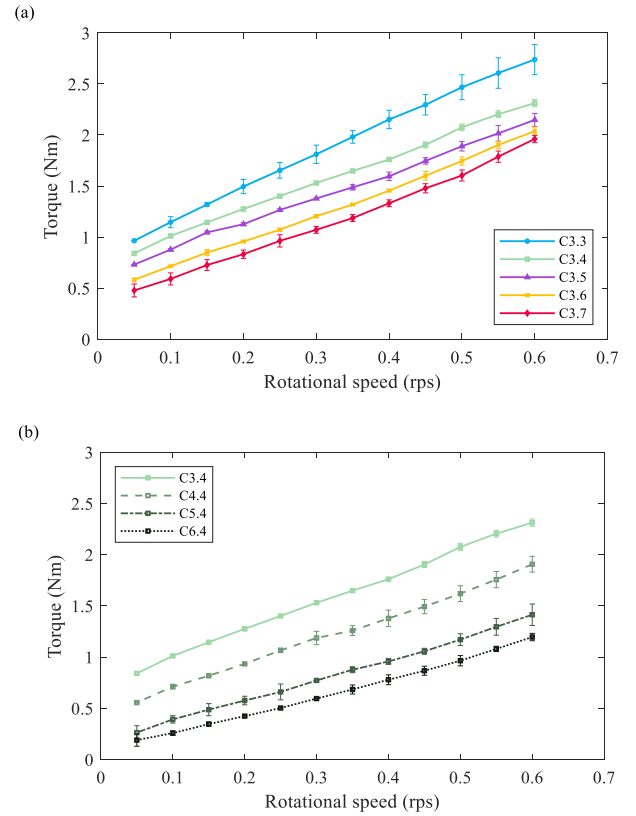 (a)
3
2.5
2
1.5
1
0.5
0
Torque (Nm)
C3.3
C3.4
C3.5
C3.6
C3.7
0 0.1 0.2 0.3 0.4 0.5 0.6 0.7
Rotational speed (rps)
(b)
3
2.5
2
1.5
1
0.5
0
Torque (Nm)
C3.4
C4.4
C5.4
C6.4
0 0.1 0.2 0.3 0.4 0.5 0.6 0.7
Rotational speed (rps)